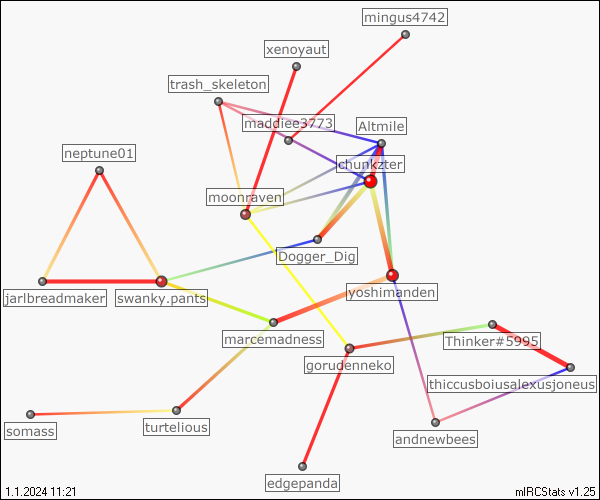 mingus4742
xenoyaut
trash_skeleton
maddiee3773
Altmile
neptune01
chunkzter
moonraven
Dogger_Dig
jarlbreadmaker
swanky.pants
yoshimanden
marcemadness
Thinker#5995
gorudenneko
thiccusboiusalexusjoneus
somass
turtelious
andnewbees
edgepanda
1.1.2024 11:21
mIRCStats v1.25